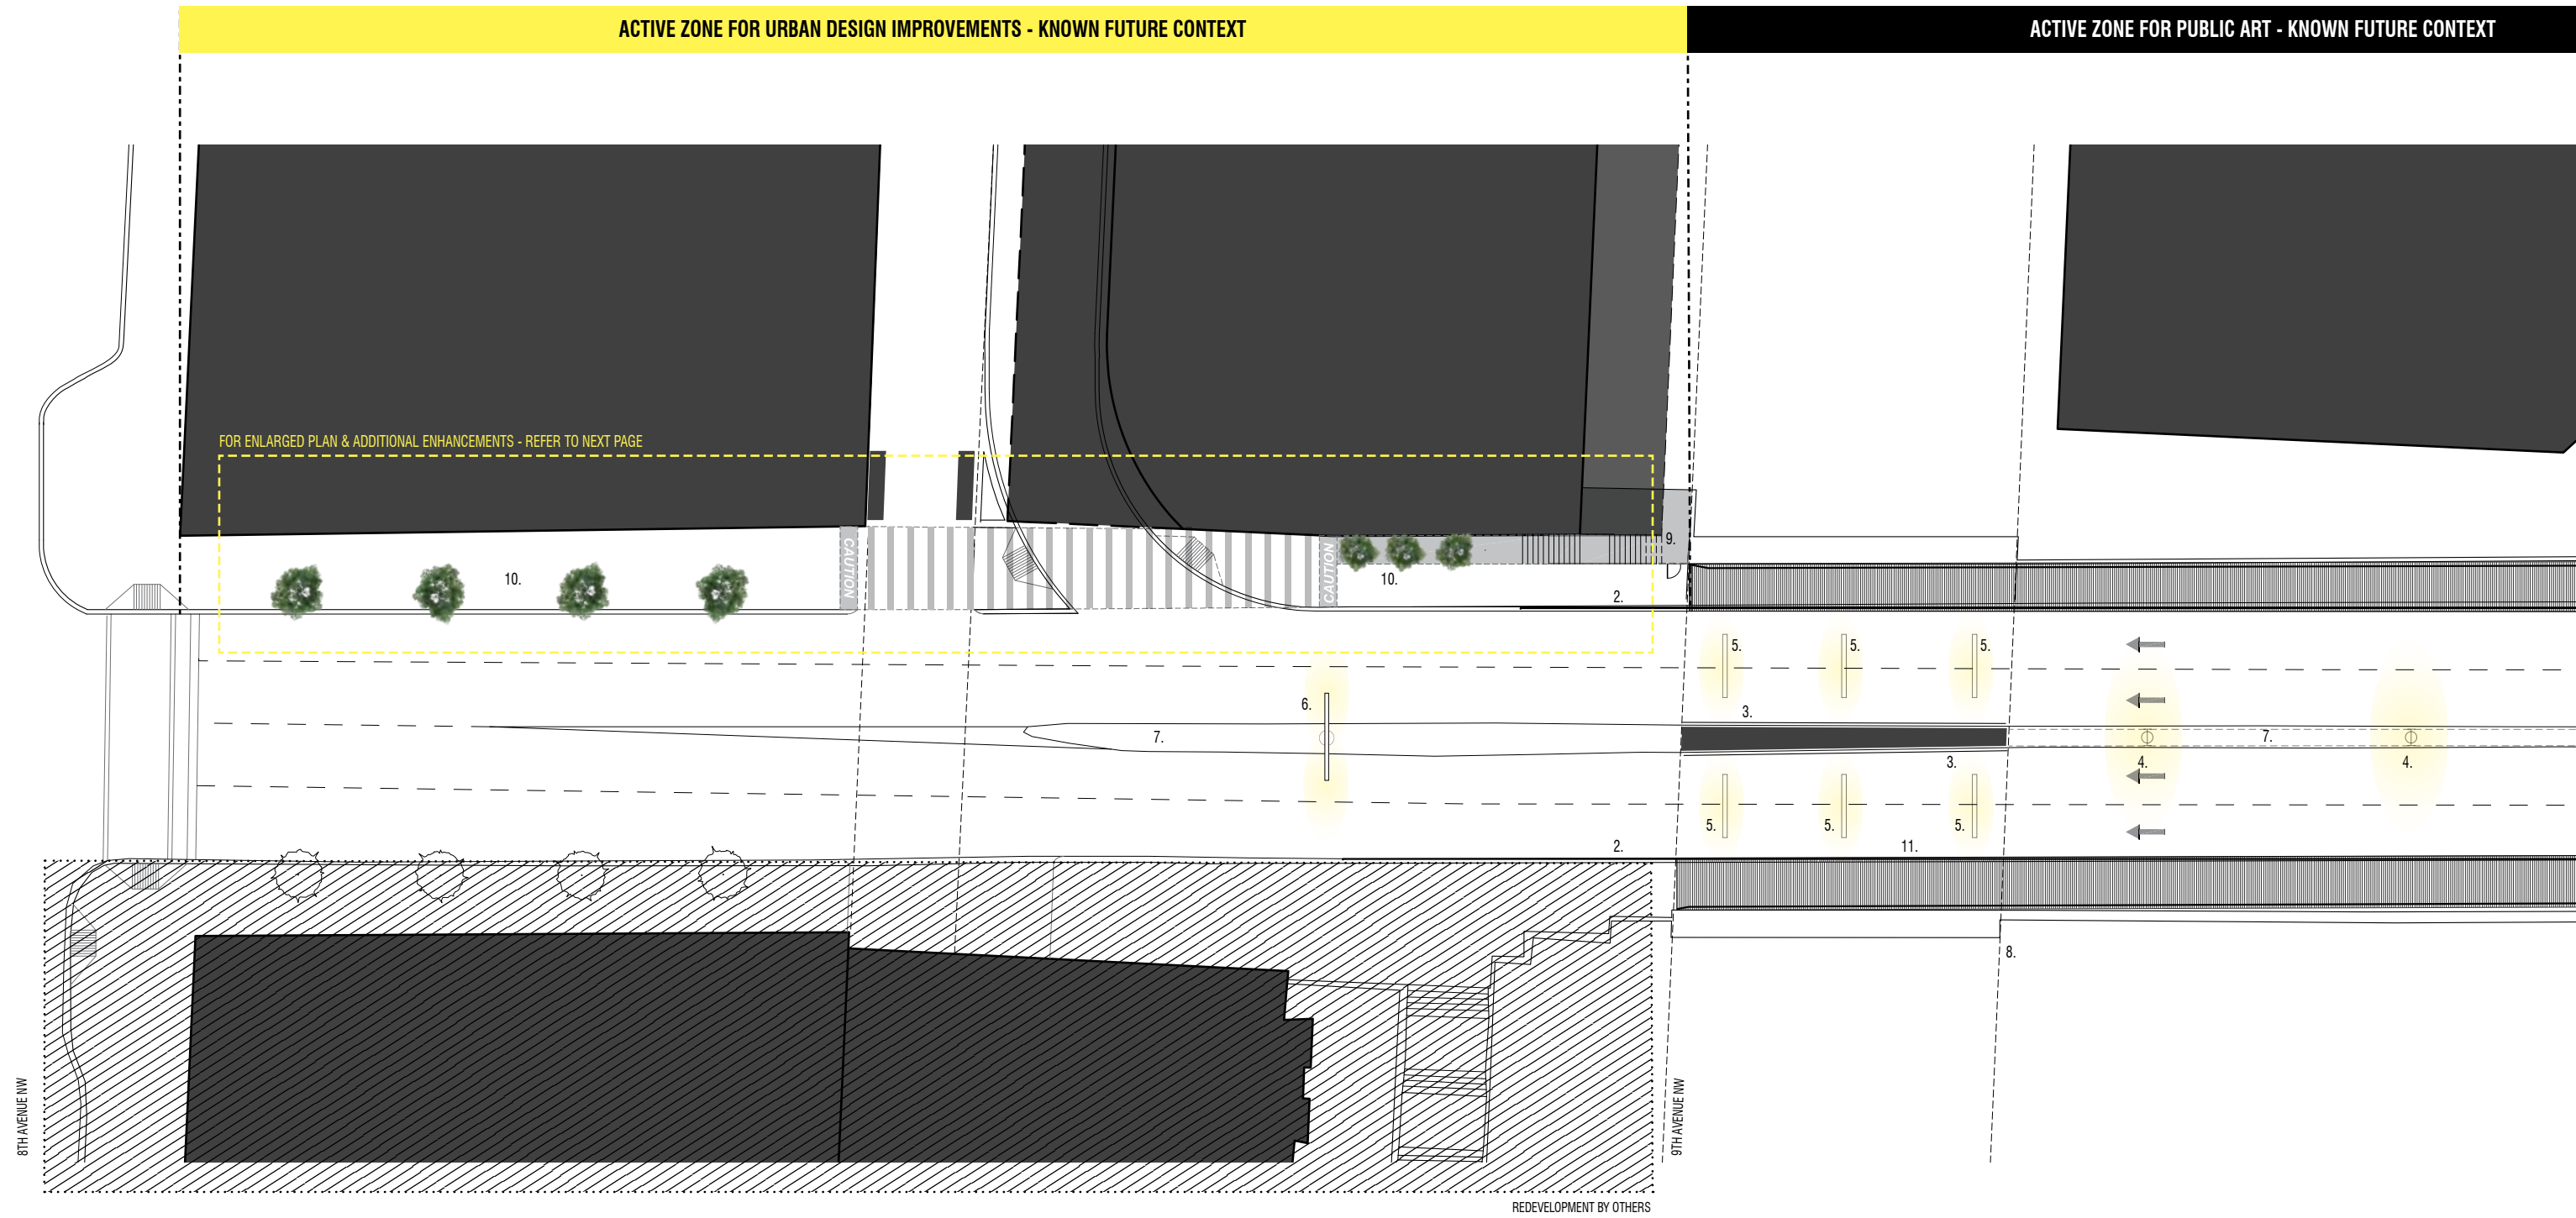 ACTIVE ZONE FOR URBAN DESIGN IMPROVEMENTS - KNOWN FUTURE CONTEXT
ACTIVE ZONE FOR PUBLIC ART - KNOWN FUTURE CONTEXT
FOR ENLARGED PLAN & ADDITIONAL ENHANCEMENTS - REFER TO NEXT PAGE
CAUTION
CAUTION
9.
10.
10.
2.
5.
5.
5.
6.
3.
7.
7.
3.
4.
4.
5.
5.
5.
2.
11.
8.
8TH AVENUE NW
9TH AVENUE NW
REDEVELOPMENT BY OTHERS